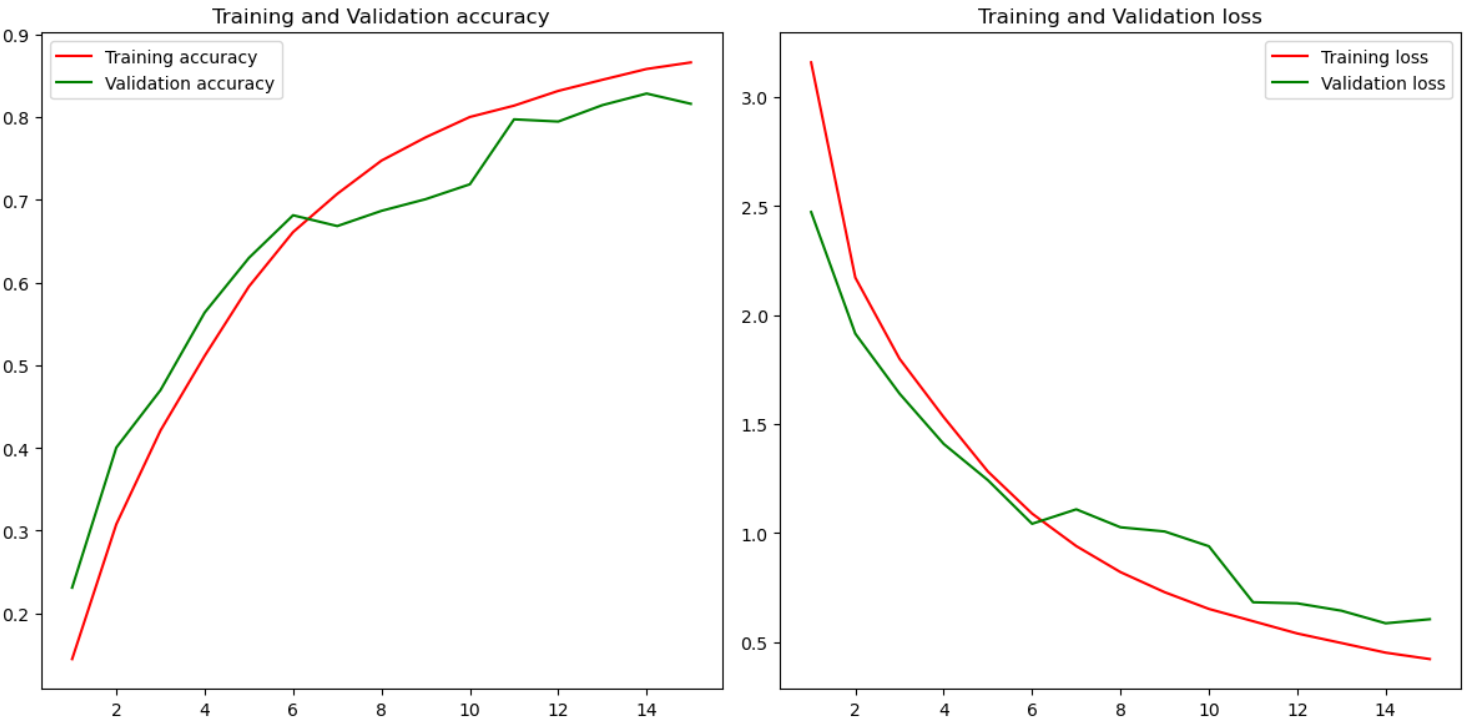 Training and Validation accuracy
0.9
0.8
0.7
0.6
0.5
0.4
0.3
0.2
Training accuracy
Validation accuracy
2 4 6 8 10 12 14
Training and Validation loss
3.0
2.5
2.0
1.5
1.0
0.5
Training loss
Validation loss
2 4 6 8 10 12 14